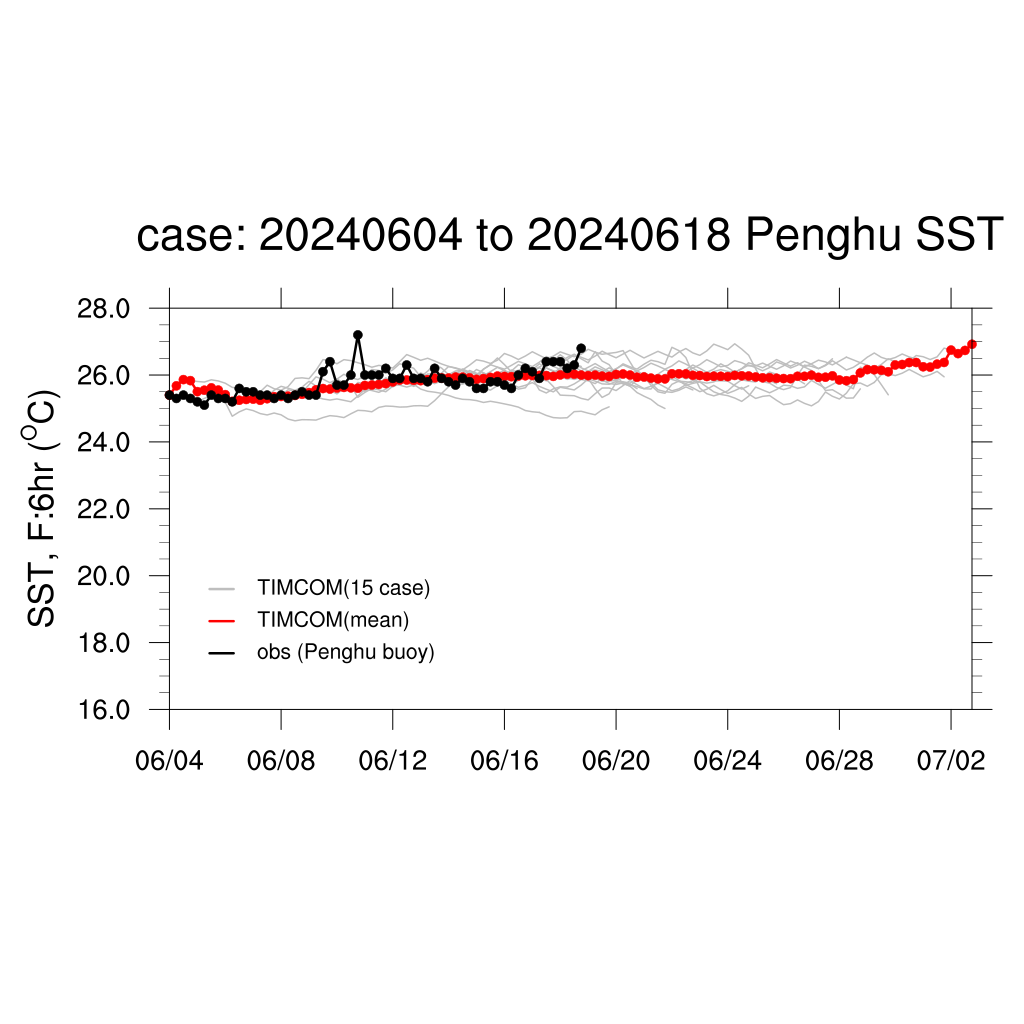 case: 20240604 to 20240618 Penghu SST
28.0
26.0
24.0
22.0
20.0
18.0
16.0
SST, F:6hr (°C)
TIMCOM(15 case)
TIMCOM(mean)
obs (Penghu buoy)
06/04 06/08 06/12 06/16 06/20 06/24 06/28 07/02